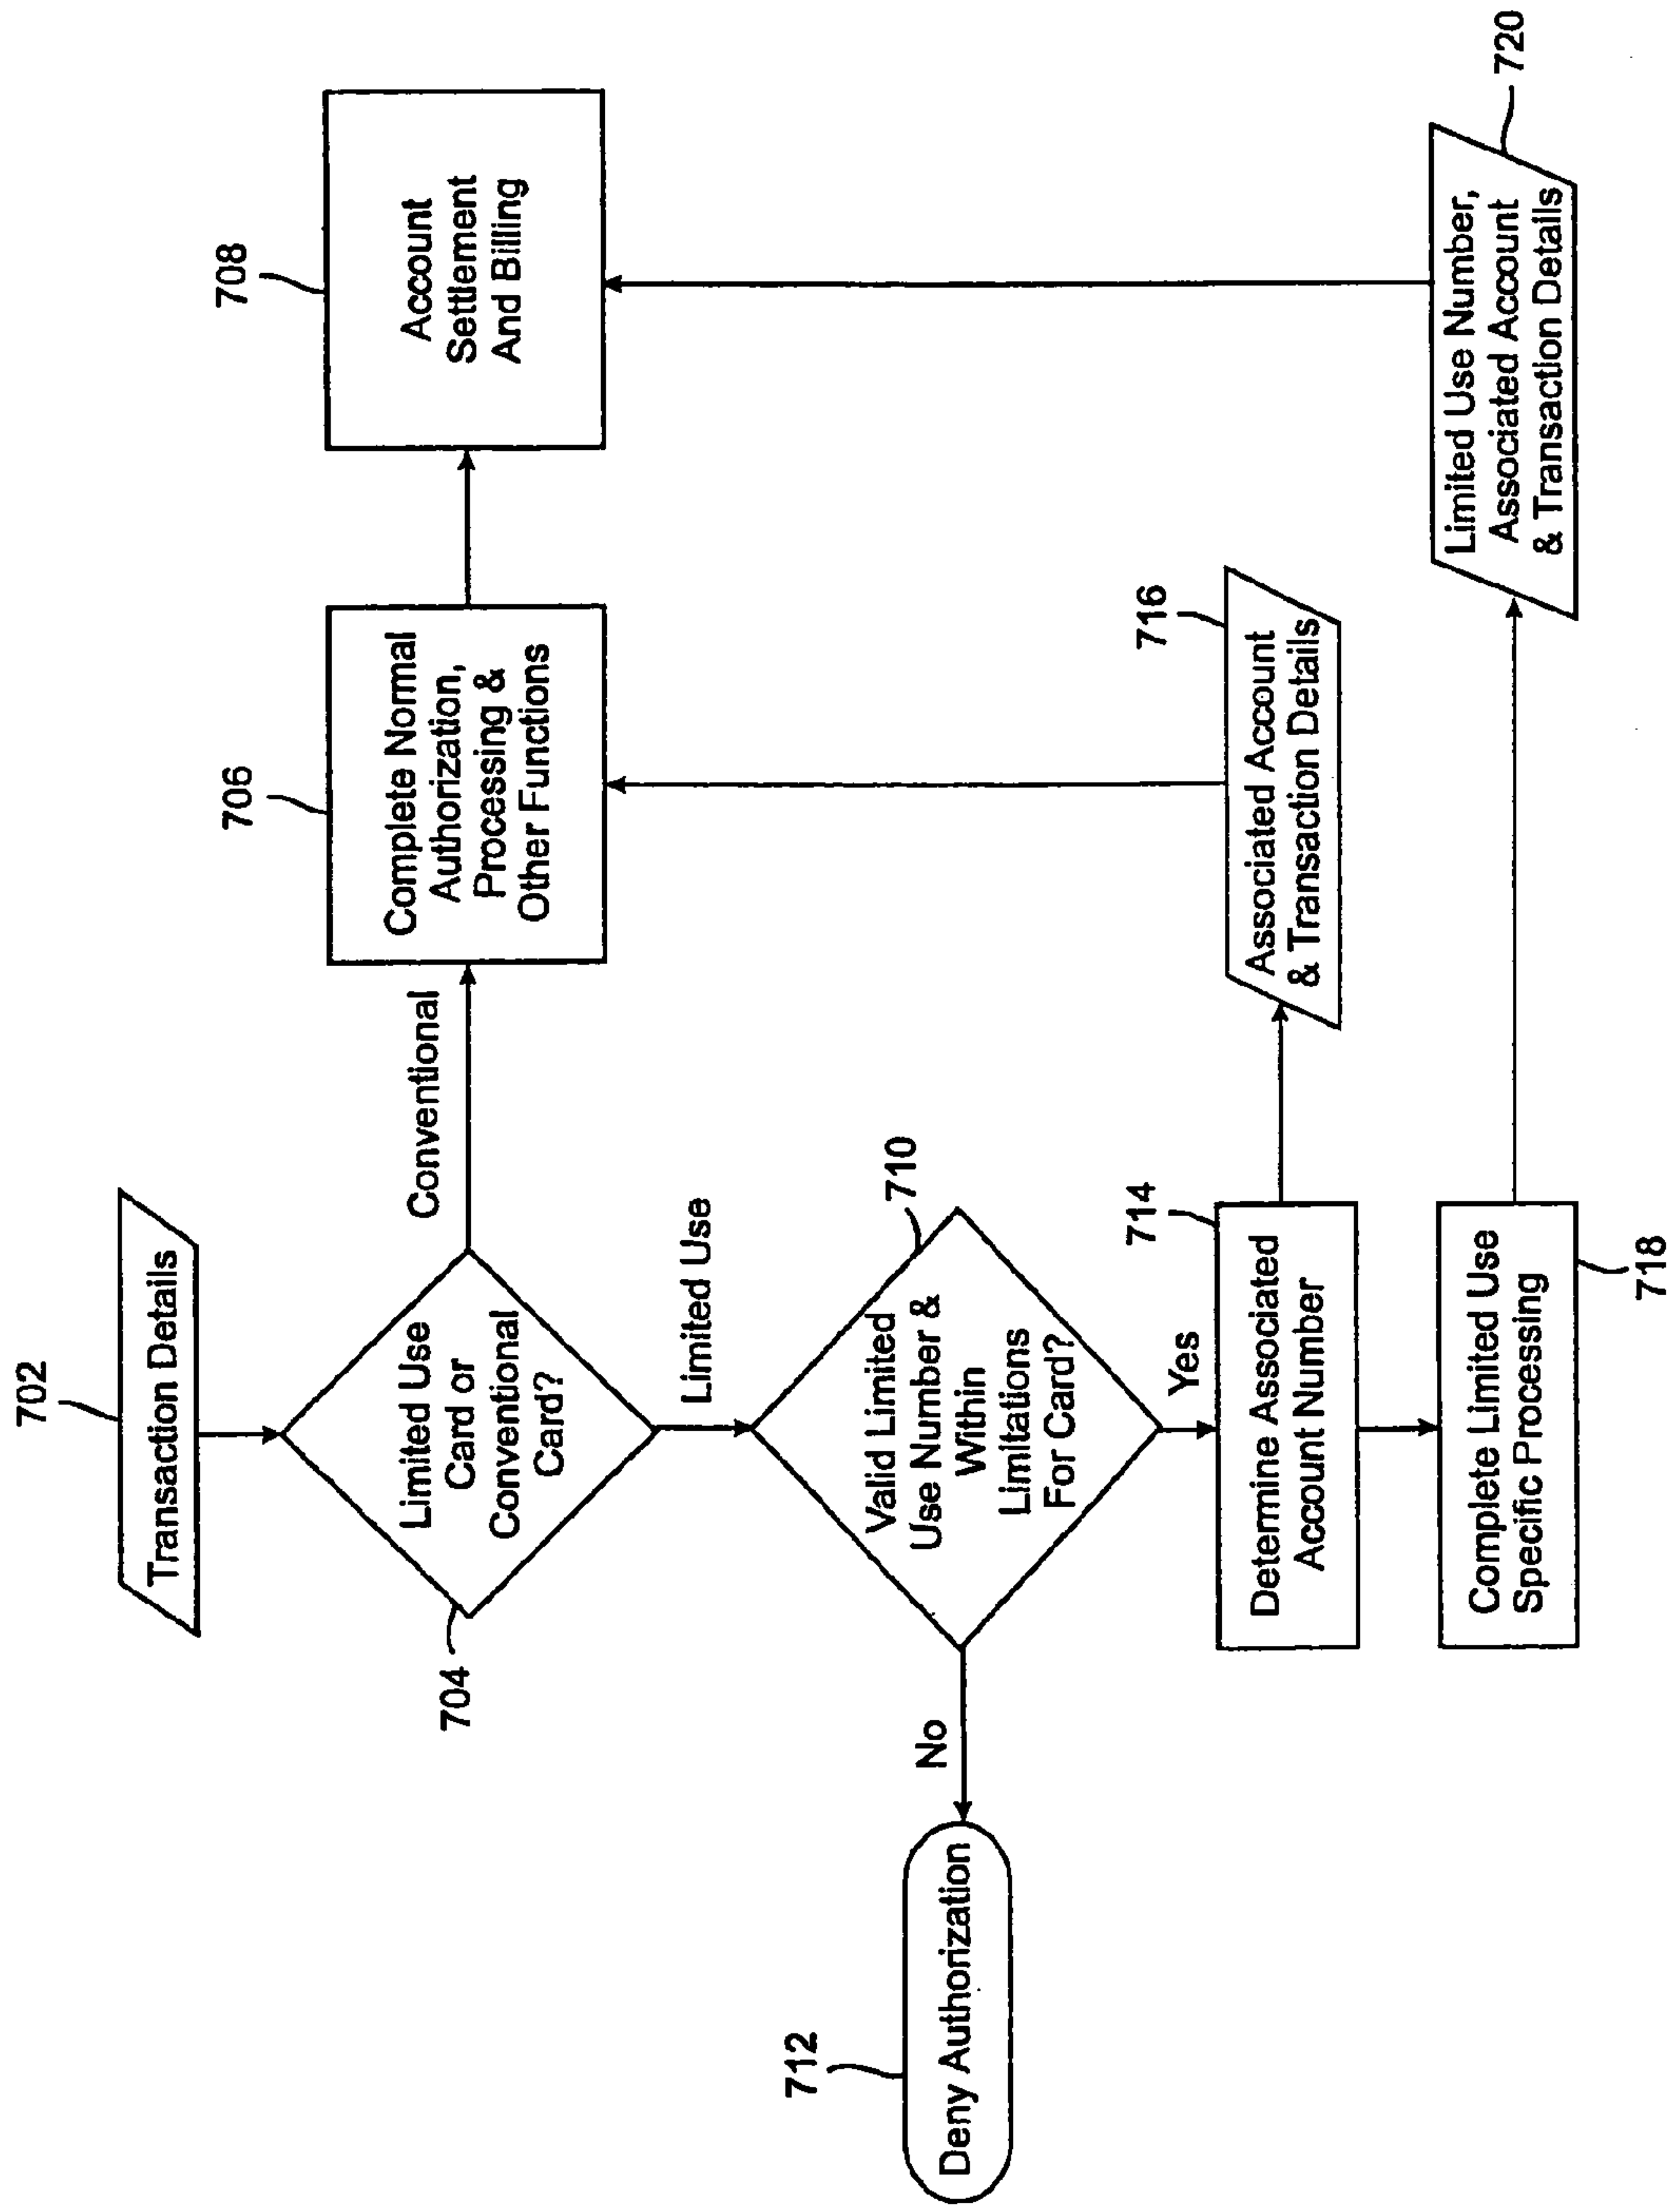 702
Transaction Details
704
Limited Use
Card or
Conventional
Card?
Conventional
706
Complete Normal
Authorization,
Processing &
Other Functions
708
Account
Settlement
And Billing
Limited Use
710
Valid Limited
Use Number &
Within
Limitations
For Card?
No
712
Deny Authorization
Yes
714
Determine Associated
Account Number
716
Associated Account
& Transaction Details
Complete Limited Use
Specific Processing
718
720
Limited Use Number,
Associated Account
& Transaction Details